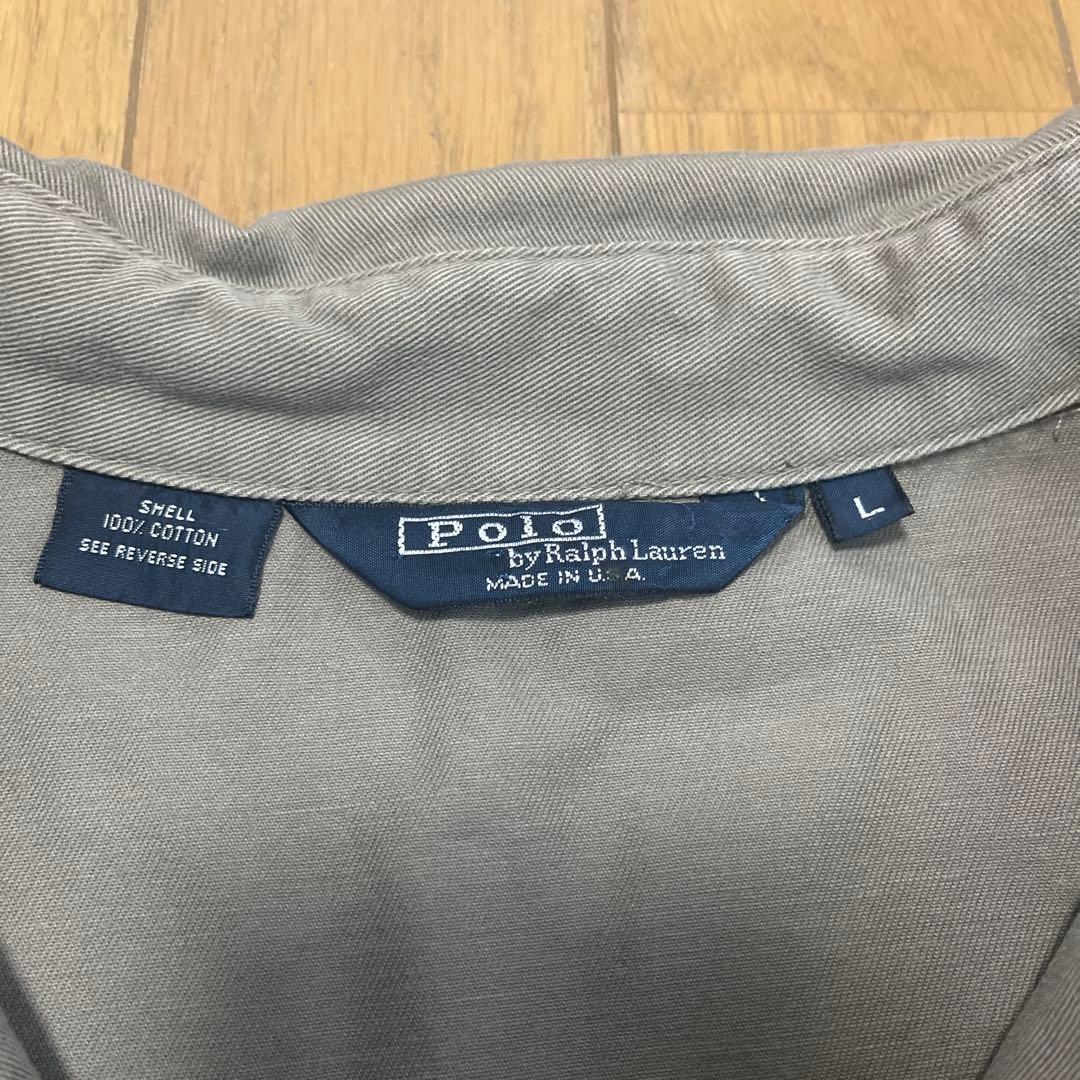 SHELL
100% COTTON
SEE REVERSE SIDE
Polo
by Ralph Lauren
MADE IN U.S.A.
L